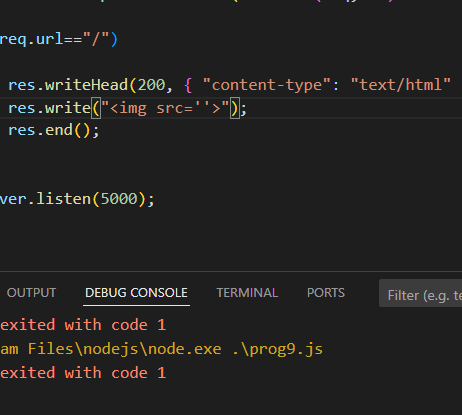 req.url=="/")
res.writeHead(200, { "content-type": "text/html"
res.write("<img src=''>");
res.end();
ver.listen(5000);
OUTPUT DEBUG CONSOLE TERMINAL PORTS Filter (e.g. te
exited with code 1
am Files\nodejs\node.exe .\prog9.js
exited with code 1